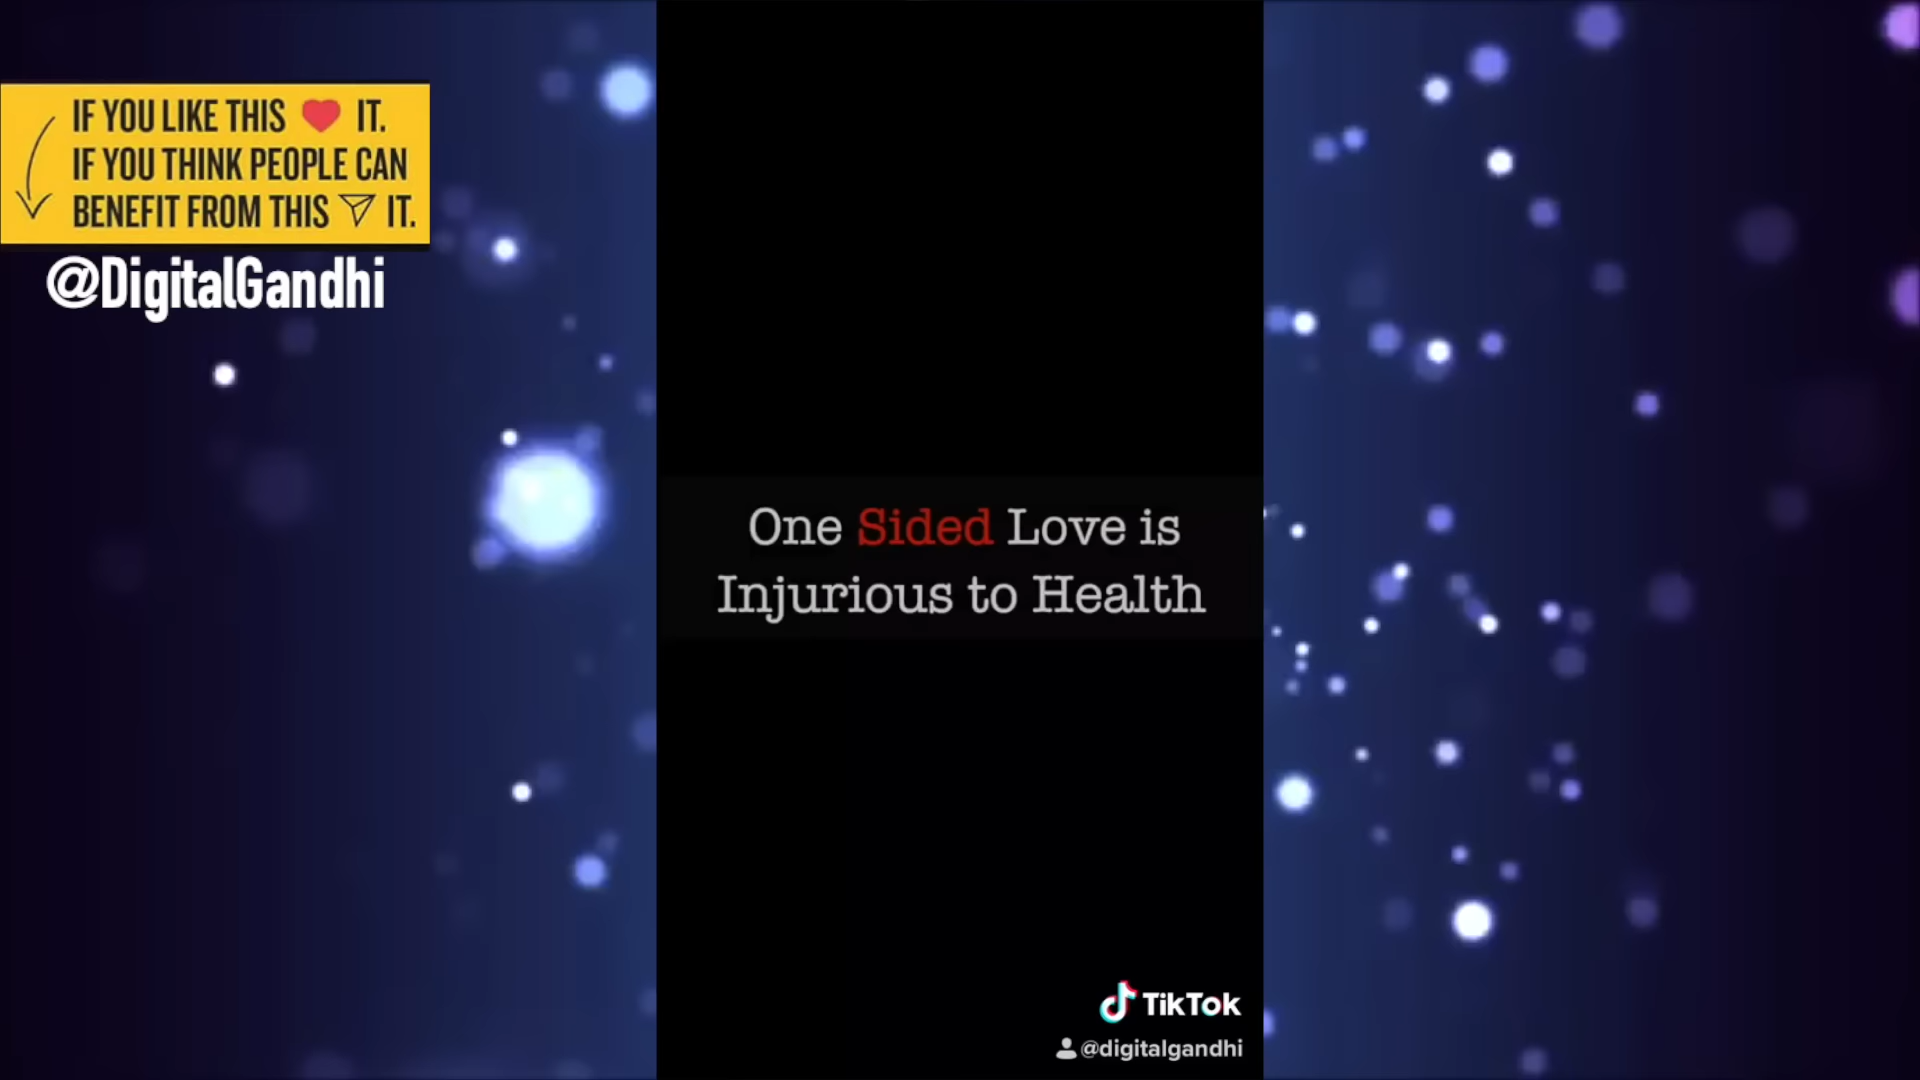 IF YOU LIKE THIS ❤ IT.
IF YOU THINK PEOPLE CAN
BENEFIT FROM THIS IT.
@DigitalGandhi
One Sided Love is
Injurious to Health
TikTok
@digitalgandhi